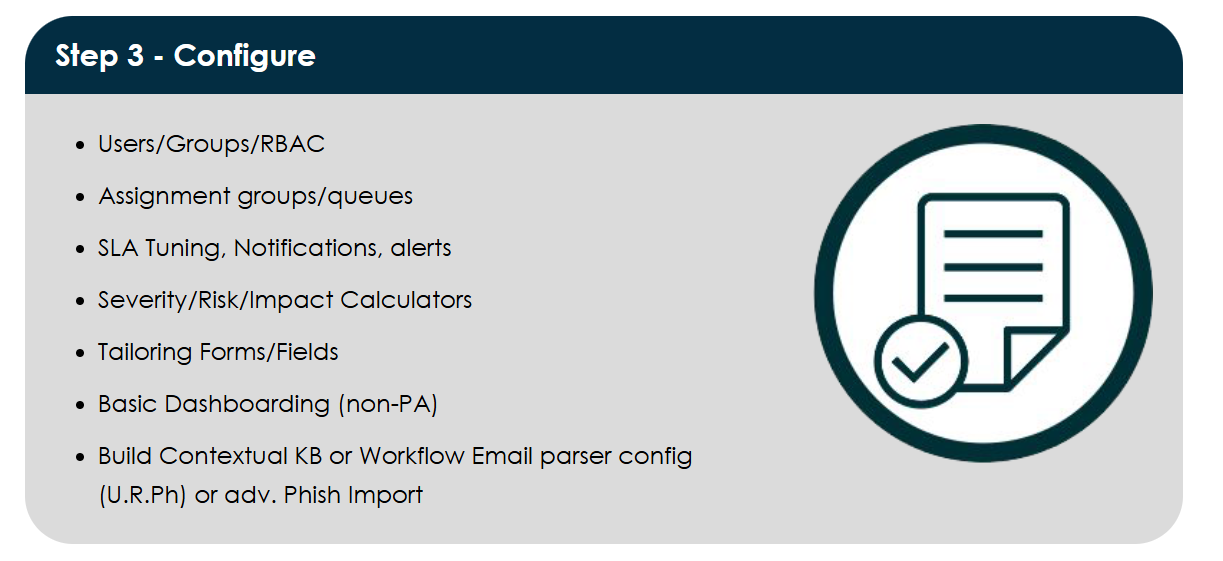 Step 3 - Configure
• Users/Groups/RBAC
• Assignment groups/queues
• SLA Tuning, Notifications, alerts
• Severity/Risk/Impact Calculators
• Tailoring Forms/Fields
• Basic Dashboarding (non-PA)
• Build Contextual KB or Workflow Email parser config
(U.R.Ph) or adv. Phish Import